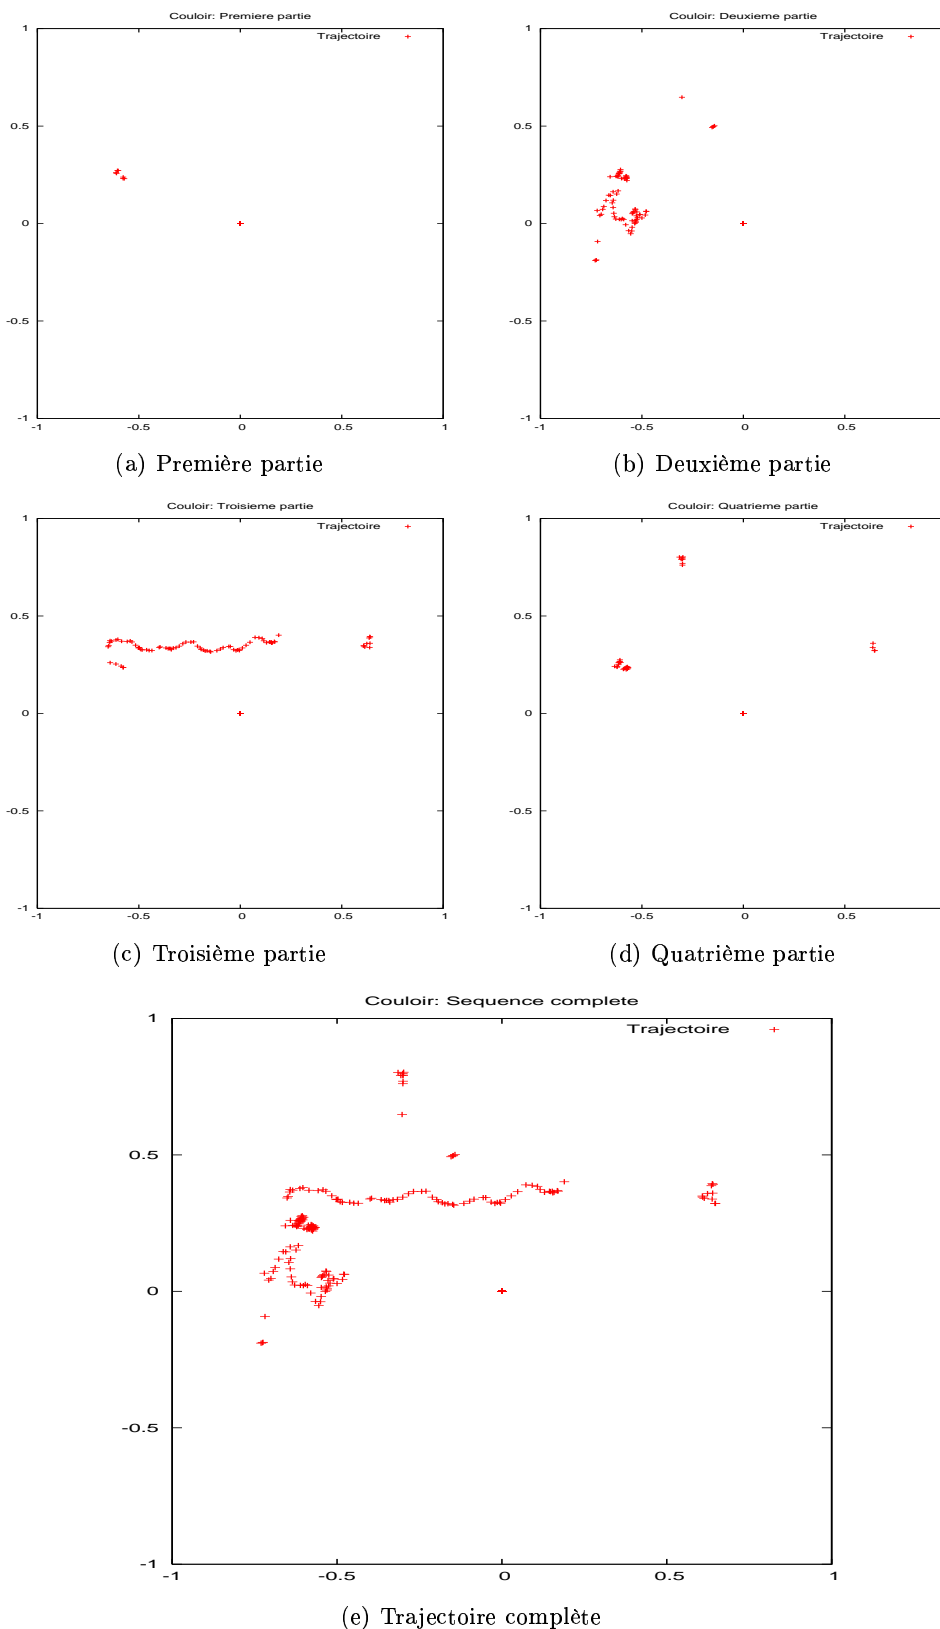 Couloir: Premiere partie
Trajectoire
1
0.5
0
-0.5
-1
-1 -0.5 0 0.5 1
(a) Première partie
Couloir: Deuxieme partie
Trajectoire
1
0.5
0
-0.5
-1
-1 -0.5 0 0.5
(b) Deuxième partie
Couloir: Troisieme partie
Trajectoire
1
0.5
0
-0.5
-1
-1 -0.5 0 0.5 1
(c) Troisième partie
Couloir: Quatrieme partie
Trajectoire
1
0.5
0
-0.5
-1
-1 -0.5 0 0.5
(d) Quatrième partie
Couloir: Sequence complete
Trajectoire
1
0.5
0
-0.5
-1
-1 -0.5 0 0.5 1
(e) Trajectoire complète